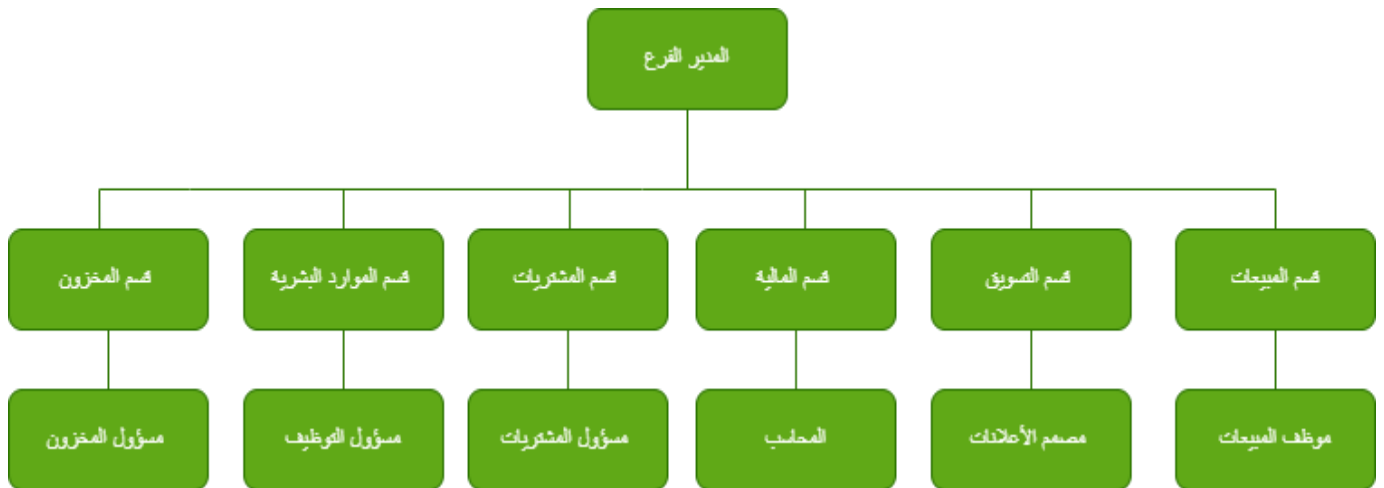 المدير الفرع
قسم المبيعات
قسم التسويق
قسم المالية
قسم المشتريات
قسم الموارد البشرية
قسم المخزون
موظف المبيعات
مصمم الأعلانات
المحاسب
مسؤول المشتريات
مسؤول التوظيف
مسؤول المخزون